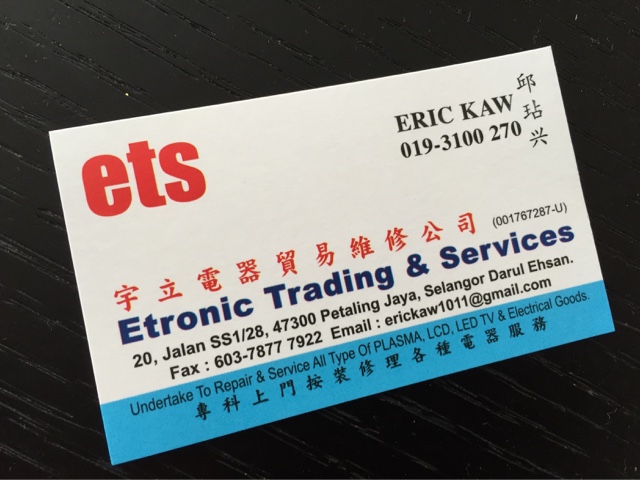 ets
ERIC KAW
019-3100 270
邱玷兴
宇立電器貿易維修公司 (001767287-U)
Etronic Trading & Services
20, Jalan SS1/28, 47300 Petaling Jaya, Selangor Darul Ehsan.
Fax : 603-7877 7922 Email : erickaw1011@gmail.com
Undertake To Repair & Service All Type Of PLASMA, LCD, LED TV & Electrical Goods.
專科上門按裝修理各種電器服務